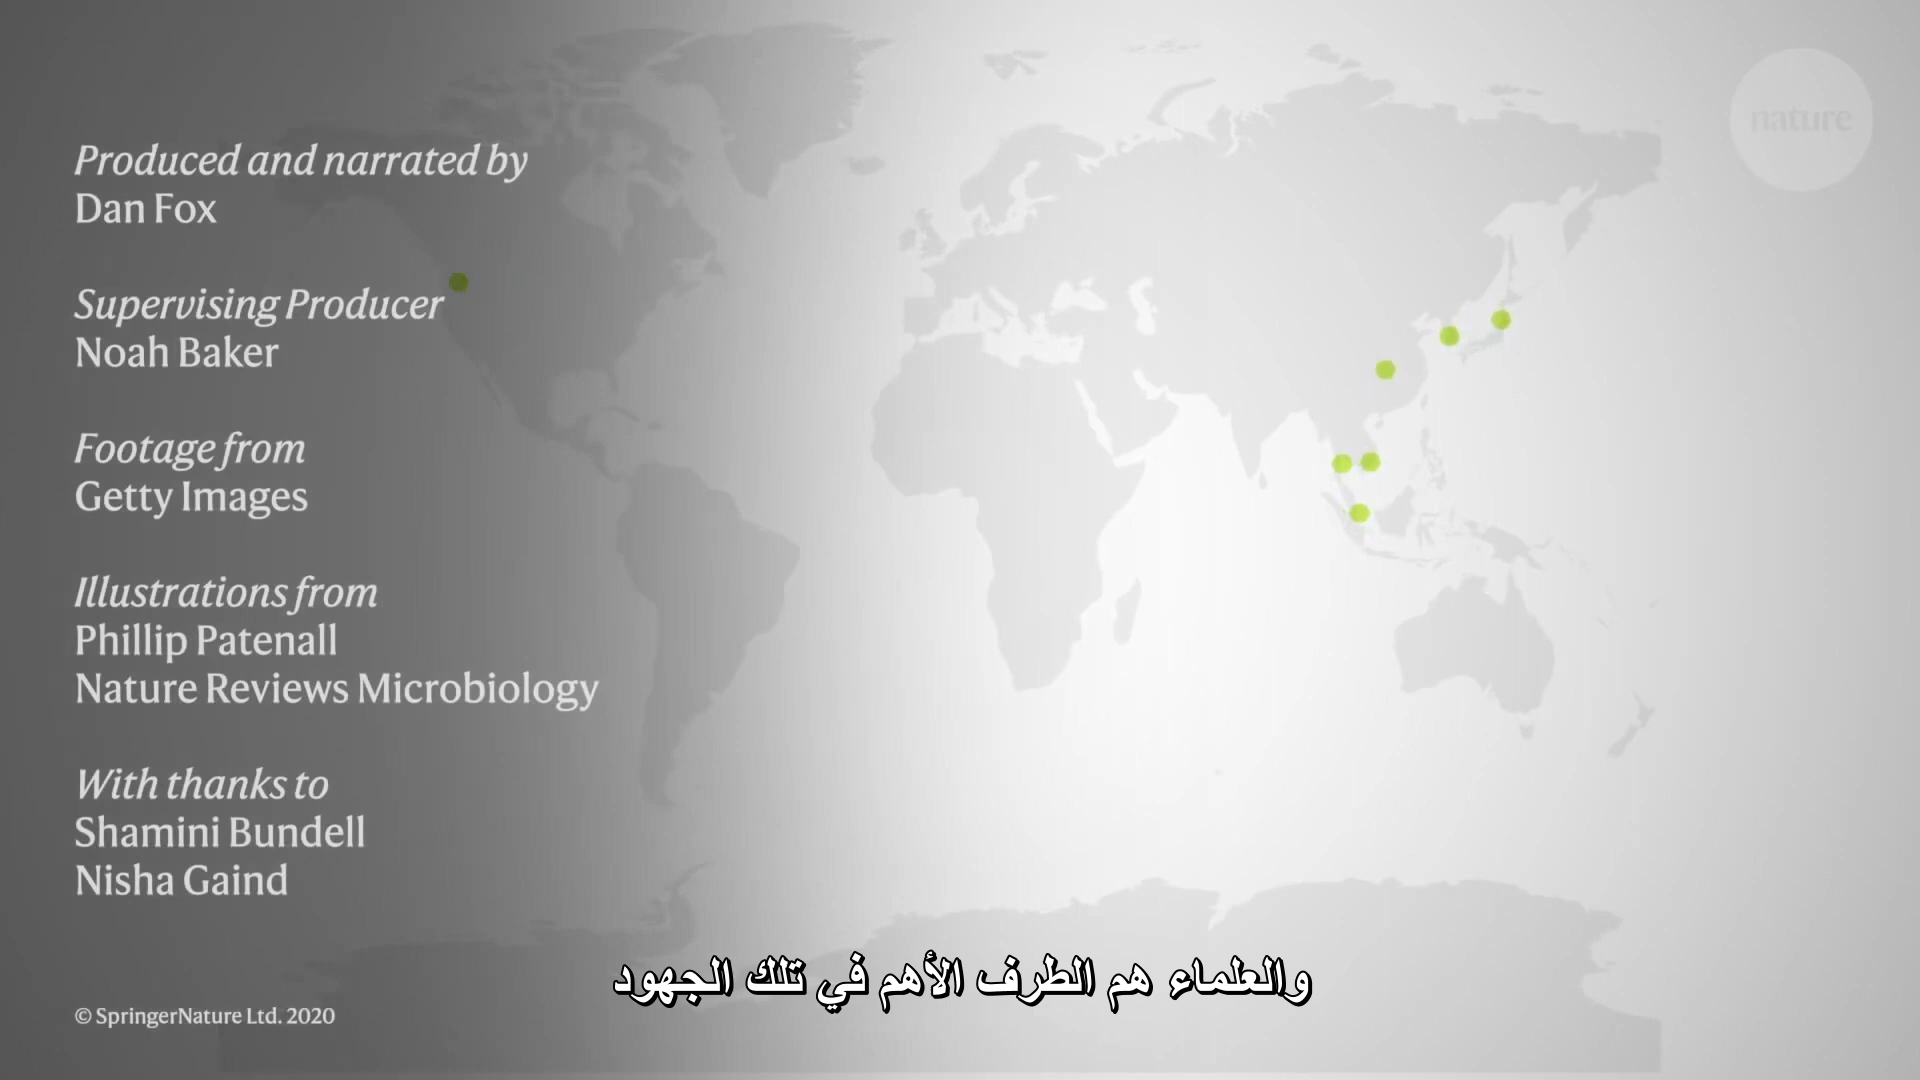 nature
Produced and narrated by
Dan Fox
Supervising Producer
Noah Baker
Footage from
Getty Images
Illustrations from
Phillip Patenall
Nature Reviews Microbiology
With thanks to
Shamini Bundell
Nisha Gaind
والعلماء هم الطرف الأهم في تلك الجهود
© SpringerNature Ltd. 2020